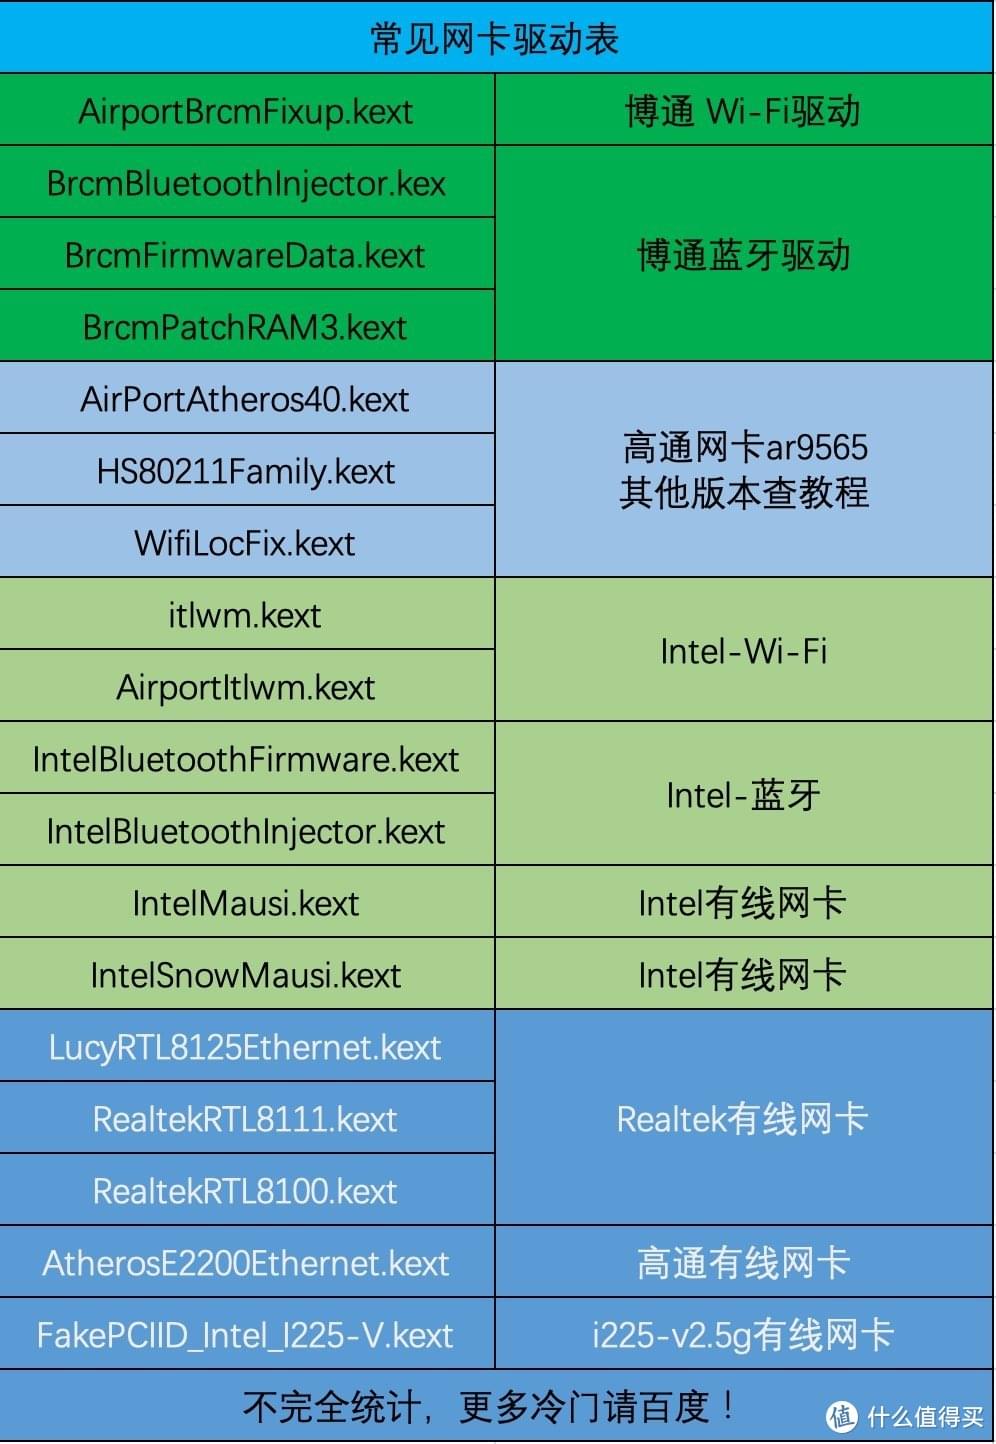 常见网卡驱动表
AirportBrcmFixup.kext
博通 Wi-Fi驱动
BrcmBluetoothInjector.kex
BrcmFirmwareData.kext
BrcmPatchRAM3.kext
博通蓝牙驱动
AirPortAtheros40.kext
HS80211Family.kext
WifiLocFix.kext
高通网卡ar9565
其他版本查教程
itlwm.kext
AirportItlwm.kext
Intel-Wi-Fi
IntelBluetoothFirmware.kext
IntelBluetoothInjector.kext
Intel-蓝牙
IntelMausi.kext
Intel有线网卡
IntelSnowMausi.kext
Intel有线网卡
LucyRTL8125Ethernet.kext
RealtekRTL8111.kext
RealtekRTL8100.kext
Realtek有线网卡
AtherosE2200Ethernet.kext
高通有线网卡
FakePCIID_Intel_I225-V.kext
i225-v2.5g有线网卡
不完全统计，更多冷门请百度！
值 什么值得买